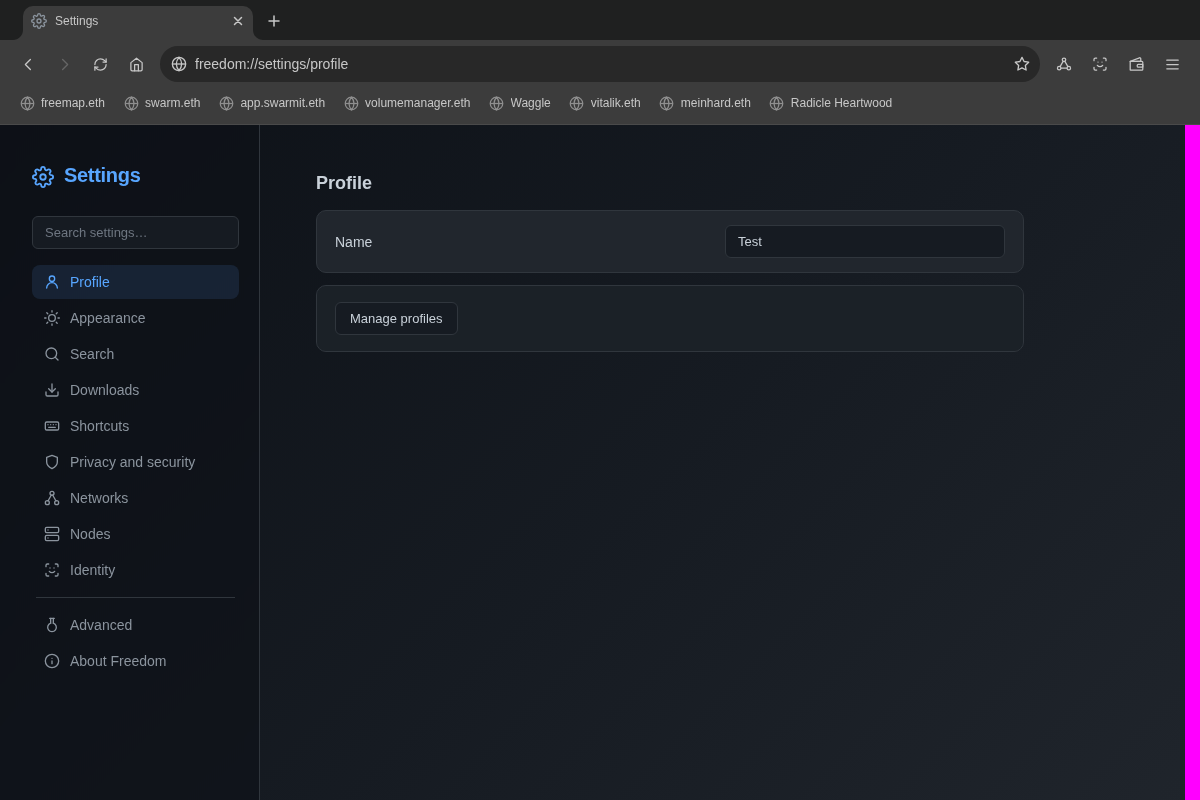 Settings
freedom://settings/profile
freemap.eth
swarm.eth
app.swarmit.eth
volumemanager.eth
Waggle
vitalik.eth
meinhard.eth
Radicle Heartwood
Settings
Search settings…
Profile
Appearance
Search
Downloads
Shortcuts
Privacy and security
Networks
Nodes
Identity
Advanced
About Freedom
Profile
Name
Test
Manage profiles